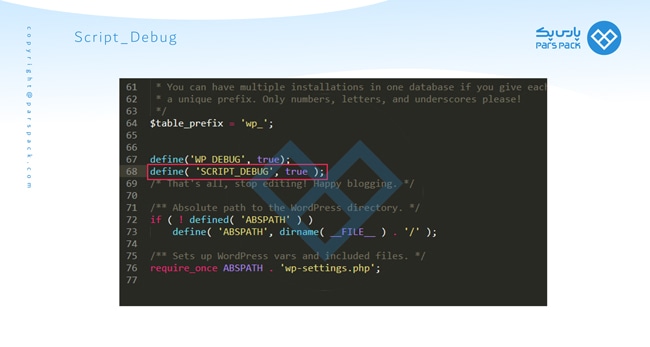 Script_Debug
پارس پک
PARS PACK
copyright@parspack.com
61 * You can have multiple installations in one database if you give each
62 * a unique prefix. Only numbers, letters, and underscores please!
63 */
64 $table_prefix = 'wp_';
65
66
67 define('WP_DEBUG', true);
68 define( 'SCRIPT_DEBUG', true );
69 /* That's all, stop editing! Happy blogging. */
70
71 /** Absolute path to the WordPress directory. */
72 if ( ! defined( 'ABSPATH' ) )
73 define( 'ABSPATH', dirname( __FILE__ ) . '/' );
74
75 /** Sets up WordPress vars and included files. */
76 require_once ABSPATH . 'wp-settings.php';
77